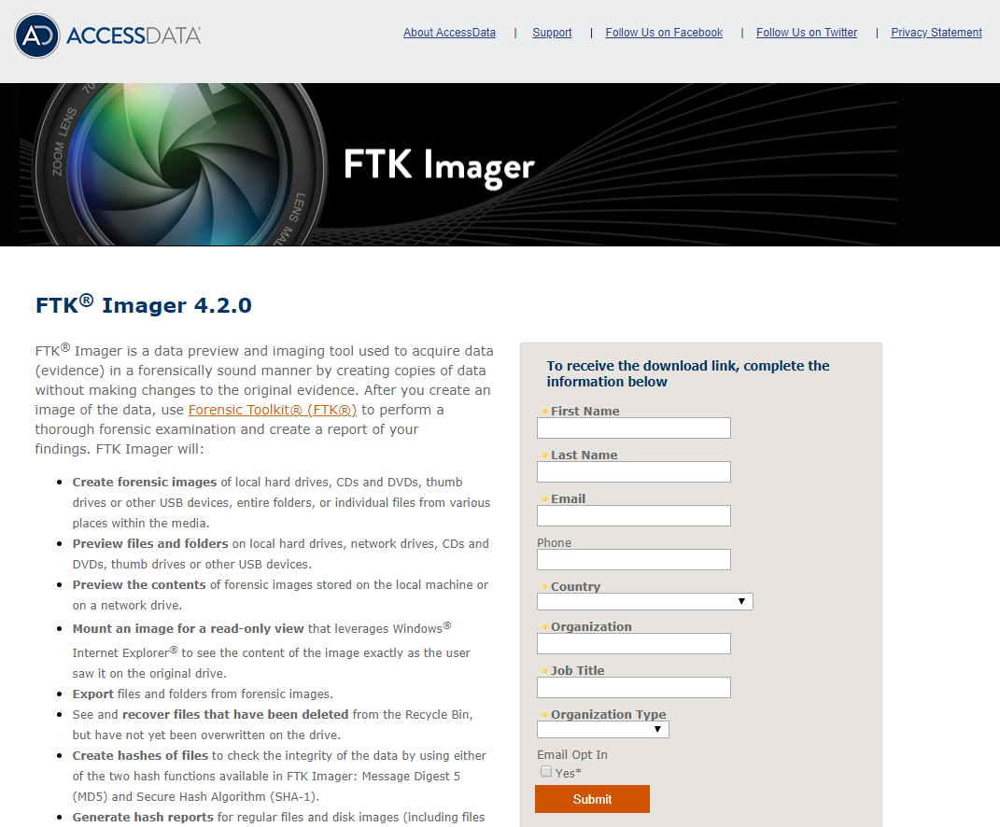 AD ACCESSDATA
About AccessData | Support | Follow Us on Facebook | Follow Us on Twitter | Privacy Statement
70
ZOOM LENS
LENS
FTK Imager
FTK® Imager 4.2.0
FTK® Imager is a data preview and imaging tool used to acquire data
(evidence) in a forensically sound manner by creating copies of data
without making changes to the original evidence. After you create an
image of the data, use Forensic Toolkit® (FTK®) to perform a
thorough forensic examination and create a report of your
findings. FTK Imager will:
• Create forensic images of local hard drives, CDs and DVDs, thumb
drives or other USB devices, entire folders, or individual files from various
places within the media.
• Preview files and folders on local hard drives, network drives, CDs and
DVDs, thumb drives or other USB devices.
• Preview the contents of forensic images stored on the local machine or
on a network drive.
• Mount an image for a read-only view that leverages Windows®
Internet Explorer® to see the content of the image exactly as the user
saw it on the original drive.
• Export files and folders from forensic images.
• See and recover files that have been deleted from the Recycle Bin,
but have not yet been overwritten on the drive.
• Create hashes of files to check the integrity of the data by using either
of the two hash functions available in FTK Imager: Message Digest 5
(MD5) and Secure Hash Algorithm (SHA-1).
• Generate hash reports for regular files and disk images (including files
To receive the download link, complete the
information below
First Name
Last Name
Email
Phone
Country
Organization
Job Title
Organization Type
Email Opt In
Yes*
Submit